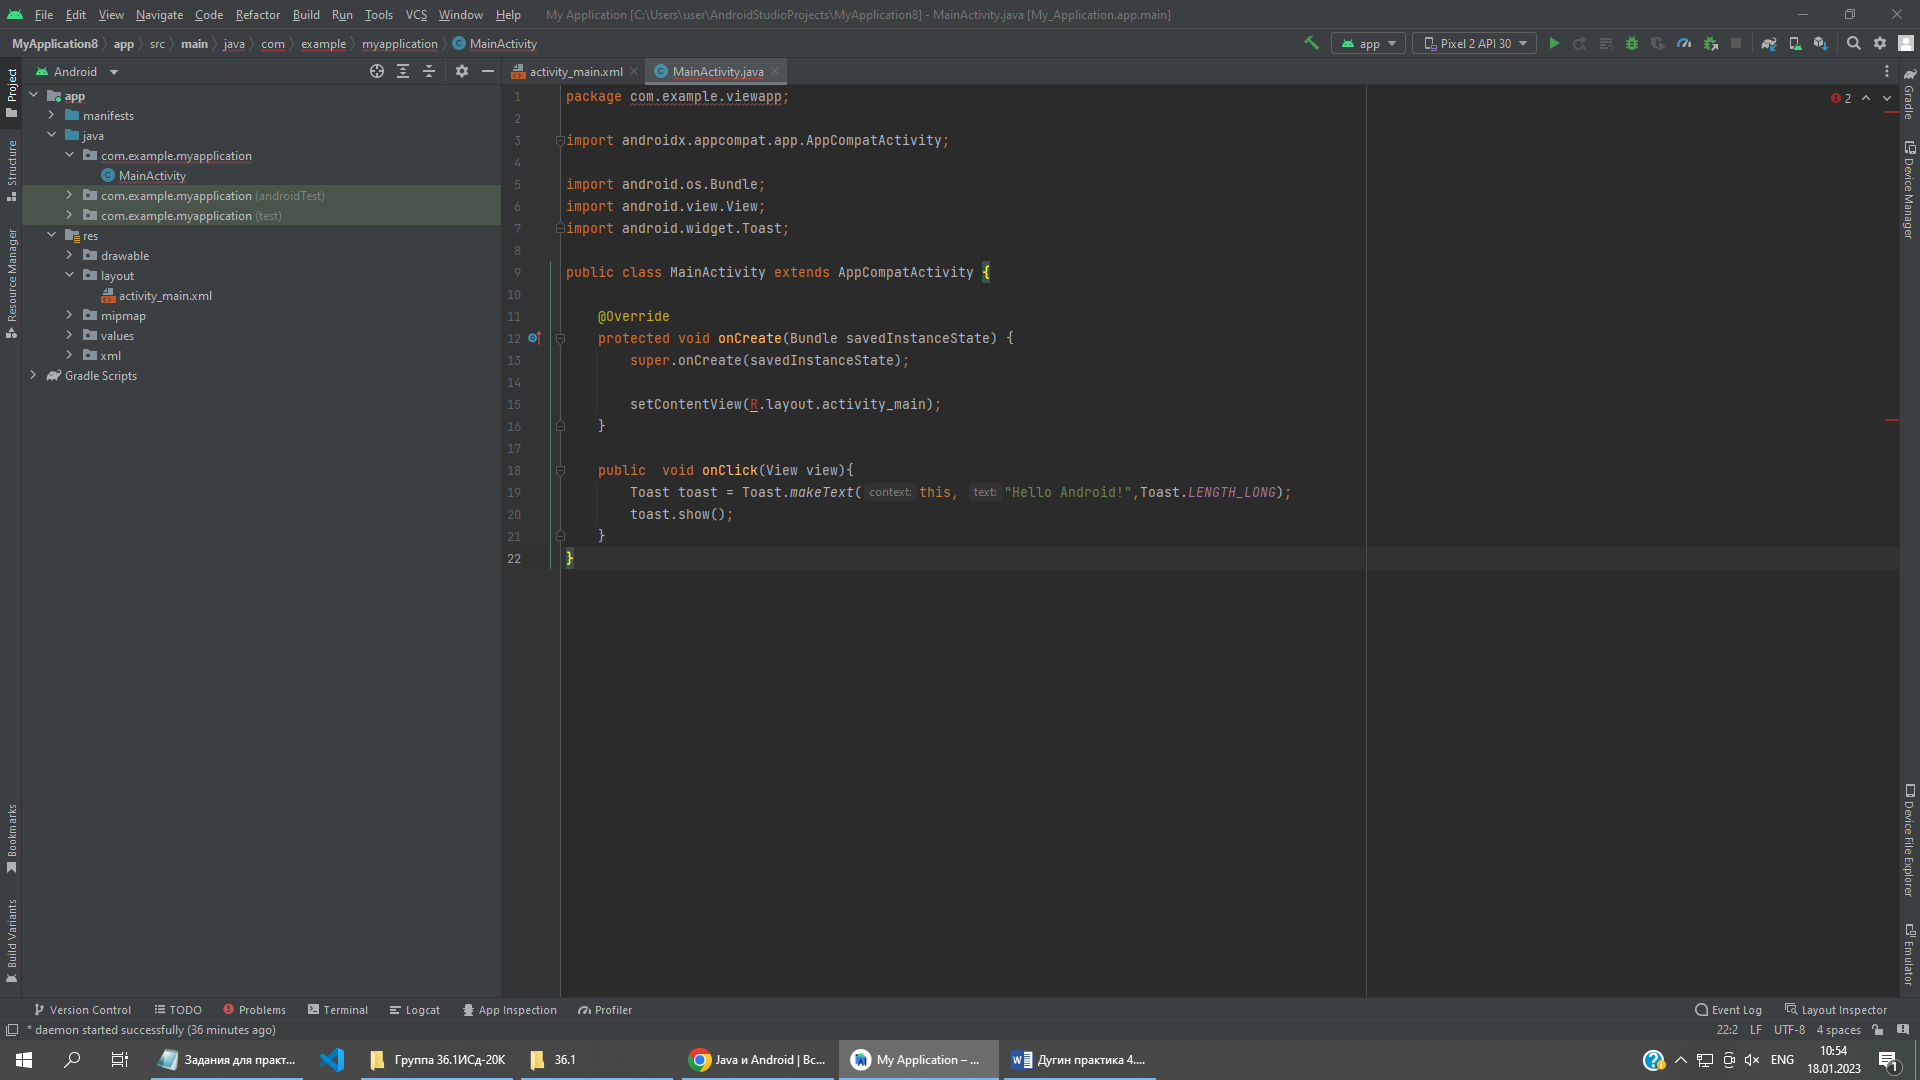 File Edit View Navigate Code Refactor Build Run Tools VCS Window Help My Application [C:\Users\user\AndroidStudioProjects\MyApplication8] - MainActivity.java [My_Application.app.main]
MyApplication8 app src main java com example myapplication MainActivity app Pixel 2 API 30
Project
Structure
Resource Manager
Bookmarks
Build Variants
Android
app
manifests
java
com.example.myapplication
MainActivity
com.example.myapplication (androidTest)
com.example.myapplication (test)
res
drawable
layout
activity_main.xml
mipmap
values
xml
Gradle Scripts
activity_main.xml MainActivity.java
2
1 package com.example.viewapp;
2
3 import androidx.appcompat.app.AppCompatActivity;
4
5 import android.os.Bundle;
6 import android.view.View;
7 import android.widget.Toast;
8
9 public class MainActivity extends AppCompatActivity {
10
11 @Override
12 protected void onCreate(Bundle savedInstanceState) {
13 super.onCreate(savedInstanceState);
14
15 setContentView(R.layout.activity_main);
16 }
17
18 public  void onClick(View view){
19 Toast toast = Toast.makeText( context: this, text: "Hello Android!",Toast.LENGTH_LONG);
20 toast.show();
21 }
22 }
Gradle
Device Manager
Device File Explorer
Emulator
Version Control TODO Problems Terminal Logcat App Inspection Profiler Event Log Layout Inspector
* daemon started successfully (36 minutes ago) 22:2 LF UTF-8 4 spaces
Задания для практ... Группа 36.1ИСд-20К 36.1 Java и Android | Вс... My Application – ... Дугин практика 4.... ENG 10:54
18.01.2023
1